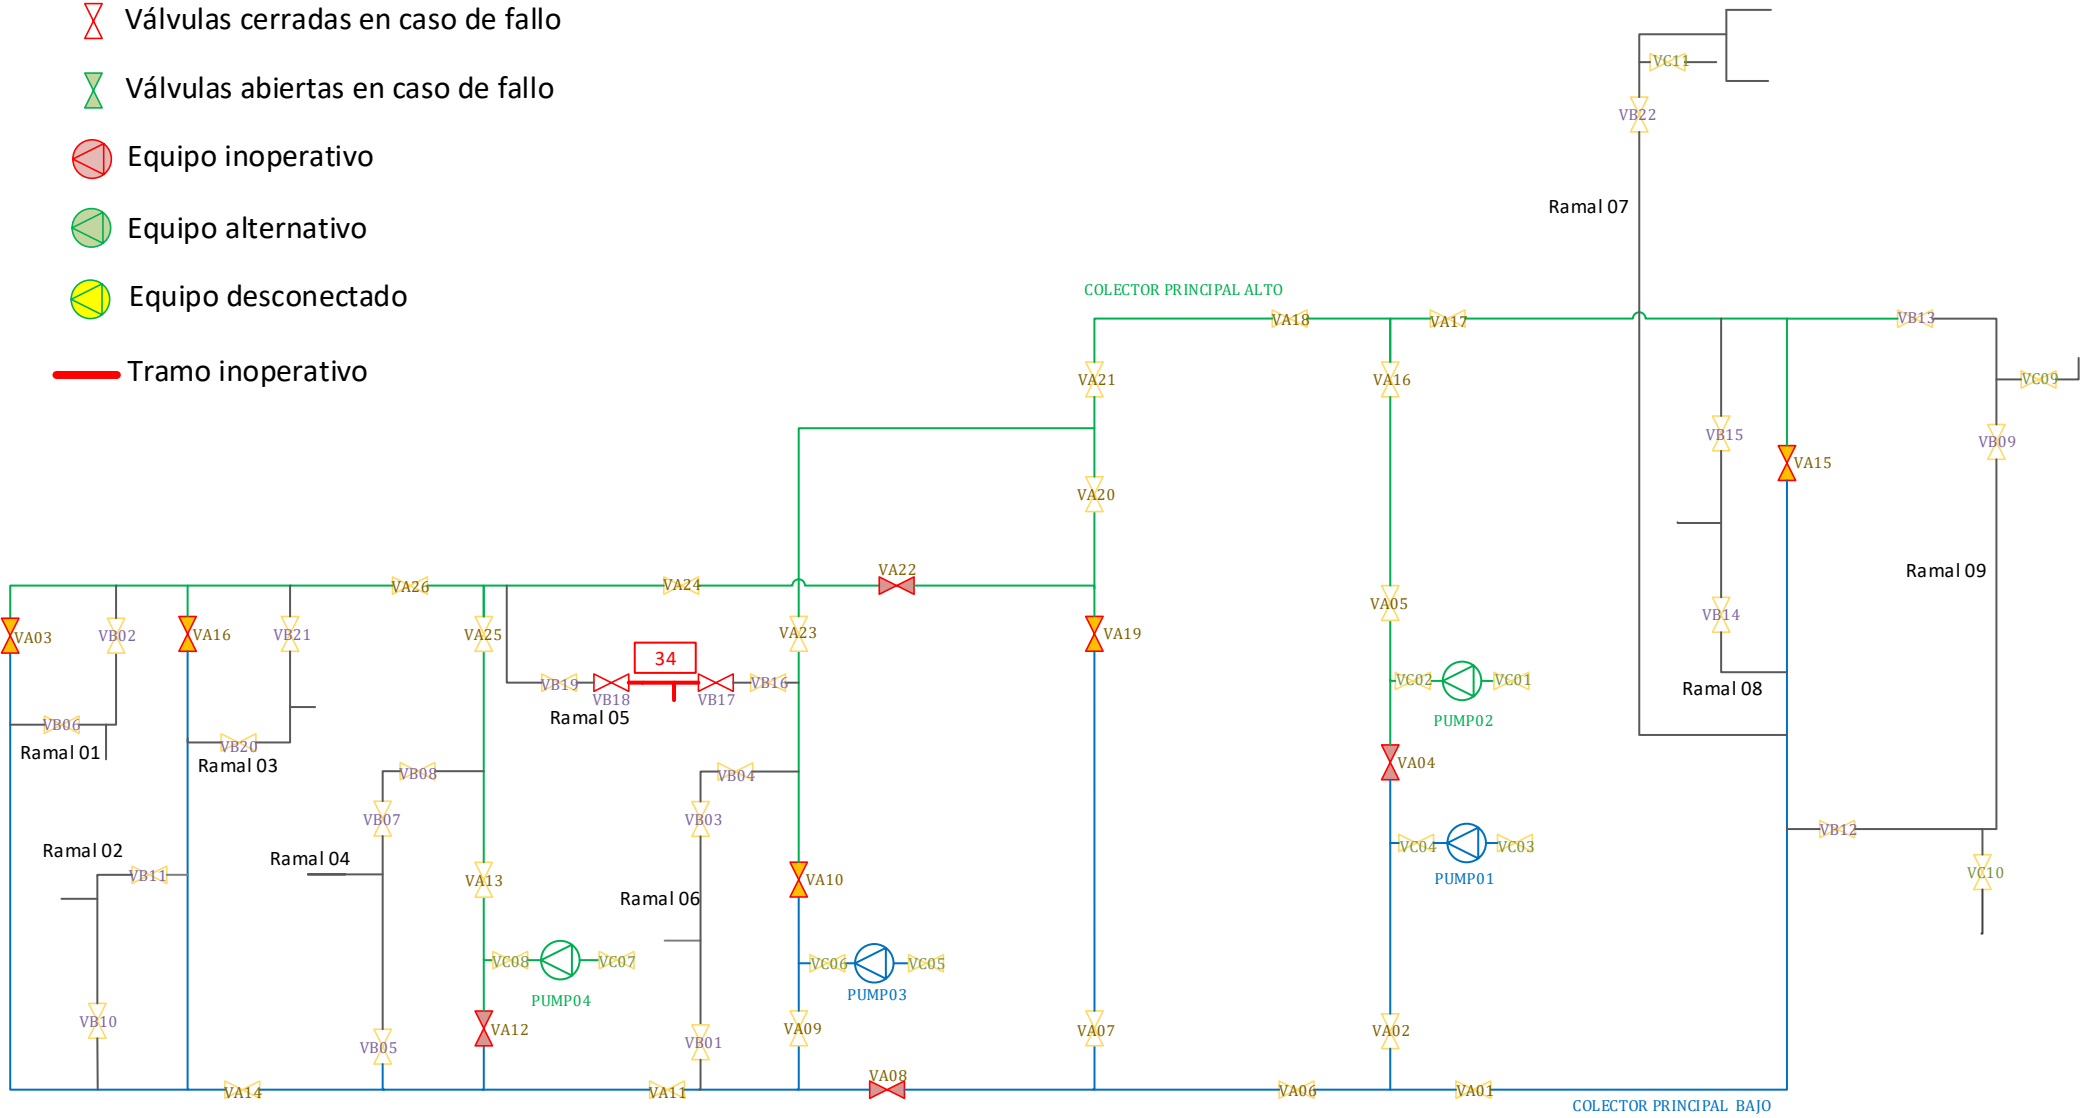 Válvulas cerradas en caso de fallo
Válvulas abiertas en caso de fallo
Equipo inoperativo
Equipo alternativo
Equipo desconectado
Tramo inoperativo
VC11
VB22
Ramal 07
COLECTOR PRINCIPAL ALTO
VA18
VA17
VB13
VA21
VA16
VC09
VB15
VB09
VA15
VA20
VA22
Ramal 09
VA26
VA24
VA05
VB14
VA03
VB02
VA16
VB21
VA25
VA23
VA19
34
VB19
VB18
VB17
VB16
VC02
VC01
Ramal 08
Ramal 05
PUMP02
VB06
Ramal 01
VB20
Ramal 03
VB08
VB04
VA04
VB07
VB03
VB12
Ramal 02
Ramal 04
VC04
VC03
VB11
VA13
VA10
PUMP01
VC10
Ramal 06
VC08
VC07
VC06
VC05
PUMP04
PUMP03
VB10
VA12
VA09
VA07
VA02
VB05
VB01
VA08
VA14
VA11
VA06
VA01
COLECTOR PRINCIPAL BAJO